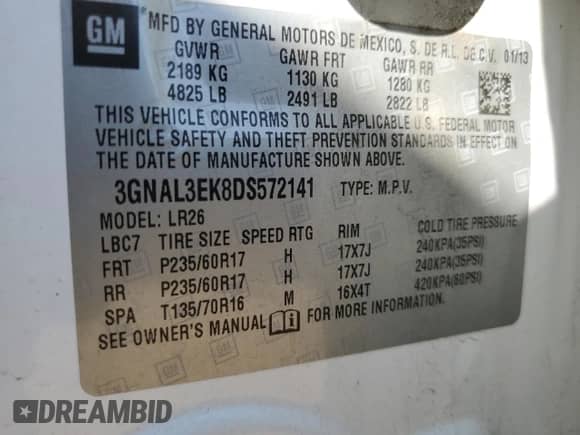 GM
*MFD BY GENERAL MOTORS DE MEXICO, S. DE R.L. DE C.V. 01/13
GVWR GAWR FRT GAWR RR
2189 KG 1130 KG 1280 KG
4825 LB 2491 LB 2822 LB
THIS VEHICLE CONFORMS TO ALL APPLICABLE U.S. FEDERAL MOTOR
VEHICLE SAFETY AND THEFT PREVENTION STANDARDS IN EFFECT ON
THE DATE OF MANUFACTURE SHOWN ABOVE.
3GNAL3EK8DS572141 TYPE: M.P.V.
MODEL: LR26
LBC7 TIRE SIZE SPEED RTG RIM COLD TIRE PRESSURE
FRT P235/60R17 H 17X7J 240KPA(35PSI)
RR P235/60R17 H 17X7J 240KPA(35PSI)
SPA T135/70R16 M 16X4T 420KPA(60PSI)
SEE OWNER'S MANUAL FOR MORE INFORMATION.
DREAMBID